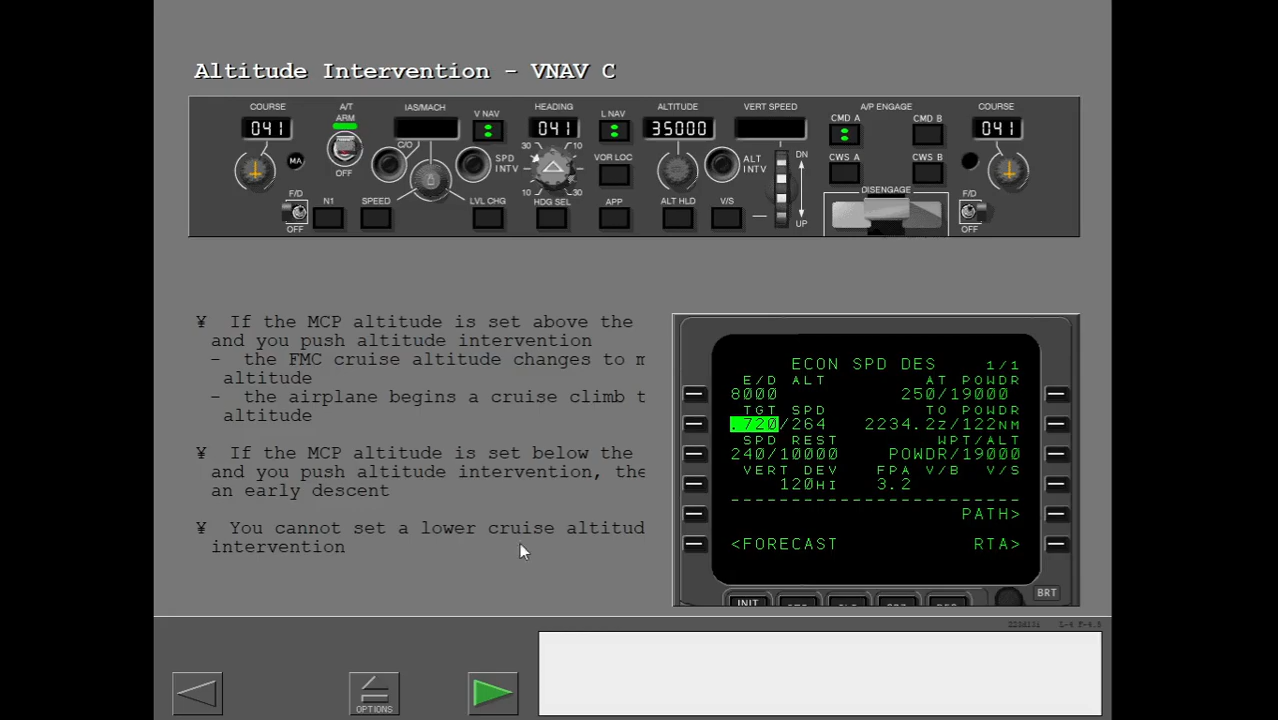 Altitude Intervention - VNAV C
COURSE
A/T
ARM
IAS/MACH
V NAV
HEADING
L NAV
ALTITUDE
VERT SPEED
A/P ENGAGE
COURSE
041
041
35000
CMD A
CMD B
041
C/O
MA
OFF
SPD
INTV
30
10
VOR LOC
ALT
INTV
DN
CWS A
CWS B
F/D
OFF
N1
SPEED
LVL CHG
30
10
HDG SEL
APP
ALT HLD
V/S
UP
DISENGAGE
F/D
OFF
¥ If the MCP altitude is set above the
and you push altitude intervention
- the FMC cruise altitude changes to m
altitude
- the airplane begins a cruise climb t
altitude
¥ If the MCP altitude is set below the
and you push altitude intervention, the
an early descent
¥ You cannot set a lower cruise altitud
intervention
ECON SPD DES 1/1
E/D ALT AT POWDR
8000 250/19000
TGT SPD TO POWDR
.720/264 2234.2z/122NM
SPD REST WPT/ALT
240/10000 POWDR/19000
VERT DEV FPA V/B V/S
120HI 3.2
--------------------------------
PATH>
<FORECAST RTA>
BRT
INIT
OPTIONS